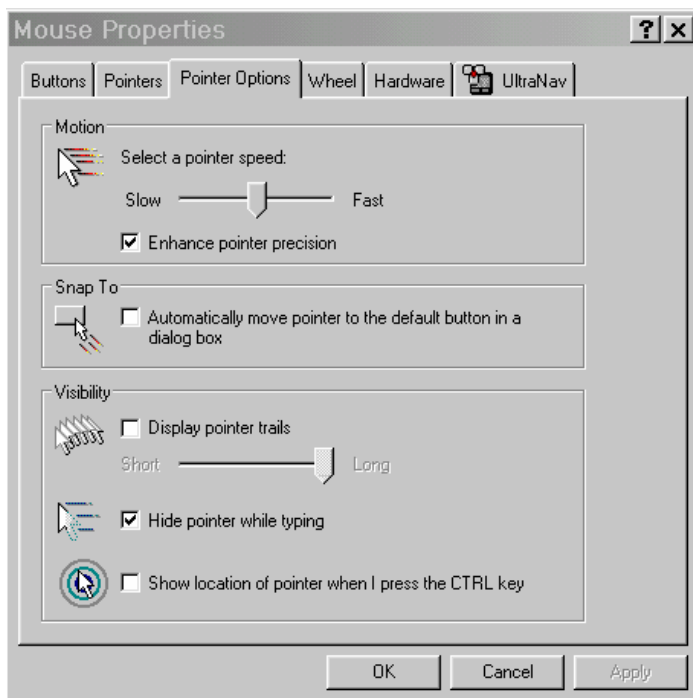 Mouse Properties
? X
Buttons Pointers Pointer Options Wheel Hardware UltraNav
Motion
Select a pointer speed:
Slow Fast
Enhance pointer precision
Snap To
Automatically move pointer to the default button in a
dialog box
Visibility
Display pointer trails
Short Long
Hide pointer while typing
Show location of pointer when I press the CTRL key
OK Cancel Apply